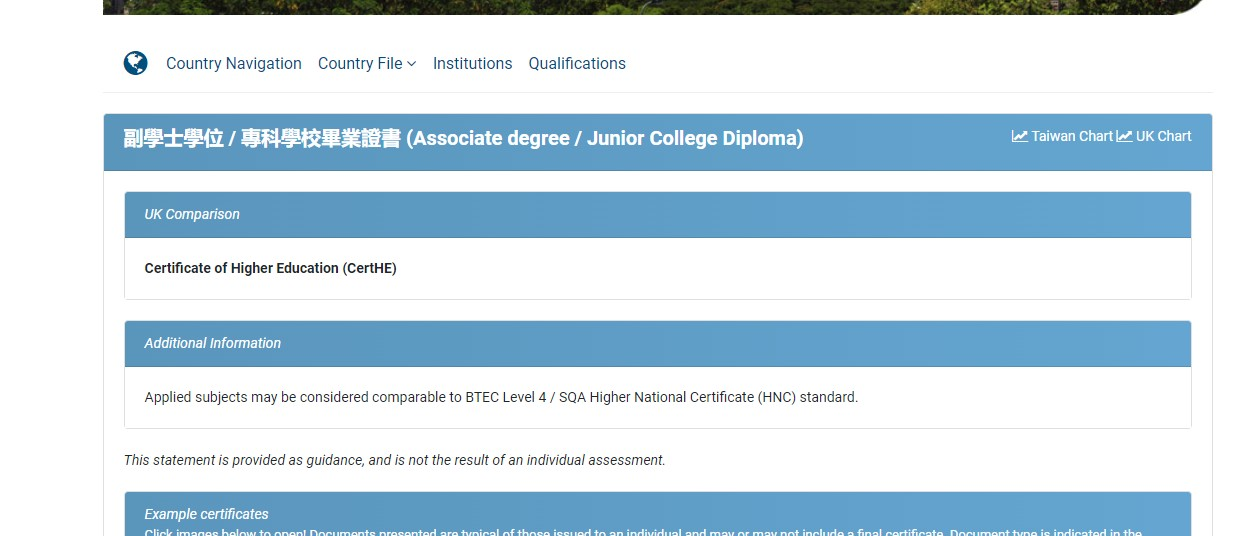 Country Navigation Country File Institutions Qualifications
副學士學位 / 專科學校畢業證書 (Associate degree / Junior College Diploma) Taiwan Chart UK Chart
UK Comparison
Certificate of Higher Education (CertHE)
Additional Information
Applied subjects may be considered comparable to BTEC Level 4 / SQA Higher National Certificate (HNC) standard.
This statement is provided as guidance, and is not the result of an individual assessment.
Example certificates
Click images below to open! Documents presented are typical of those issued to an individual and may or may not include a final certificate. Document type is indicated in the